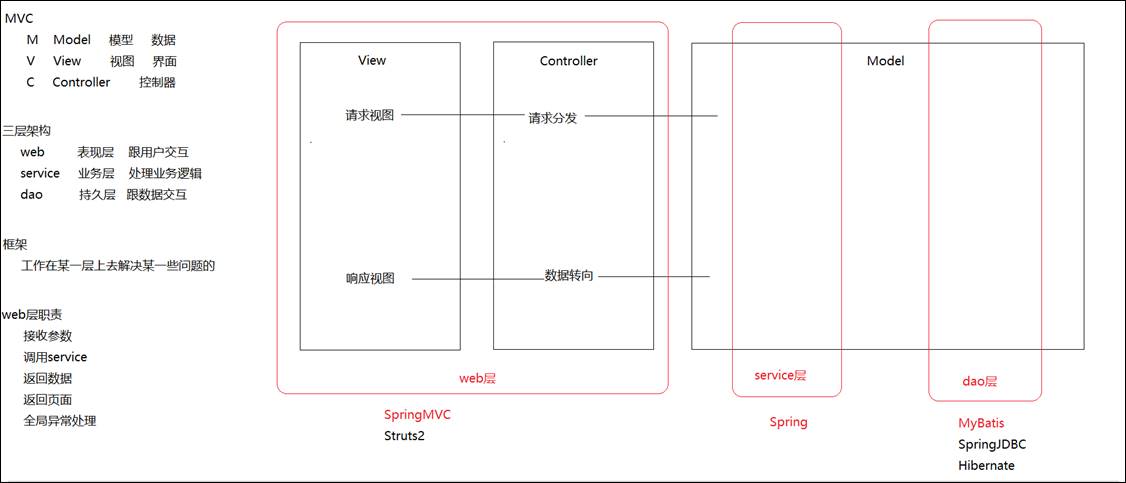 MVC
M Model 模型 数据
V View 视图 界面
C Controller 控制器
三层架构
web 表现层 跟用户交互
service 业务层 处理业务逻辑
dao 持久层 跟数据交互
框架
工作在某一层上去解决某一些问题的
web层职责
接收参数
调用service
返回数据
返回页面
全局异常处理
View
Controller
Model
请求视图
请求分发
响应视图
数据转向
web层
service层
dao层
SpringMVC
Struts2
Spring
MyBatis
SpringJDBC
Hibernate